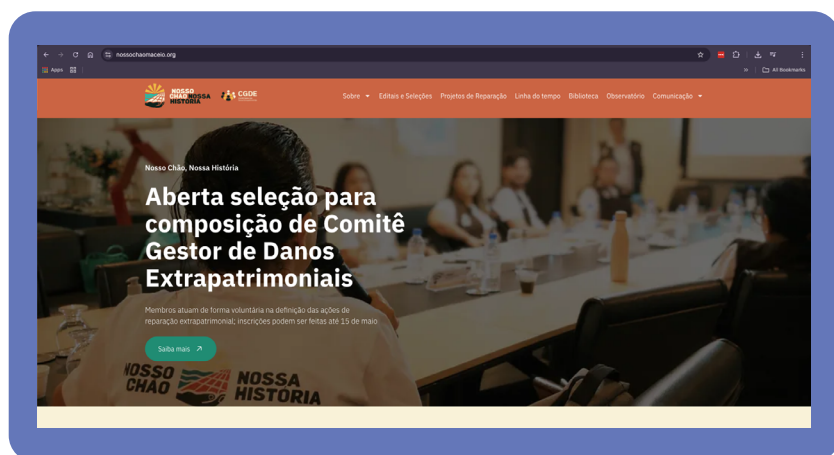 nossochaomaceio.org
Apps
All Bookmarks
NOSSO
CHÃO NOSSA
HISTÓRIA
CGDE
Sobre
Editais e Seleções
Projetos de Reparação
Linha do tempo
Biblioteca
Observatório
Comunicação
Nosso Chão, Nossa História
Aberta seleção para
composição de Comitê
Gestor de Danos
Extrapatrimoniais
Membros atuam de forma voluntária na definição das ações de
reparação extrapatrimonial; inscrições podem ser feitas até 15 de maio
Saiba mais
NOSSO
CHÃO
NOSSA
HISTÓRIA